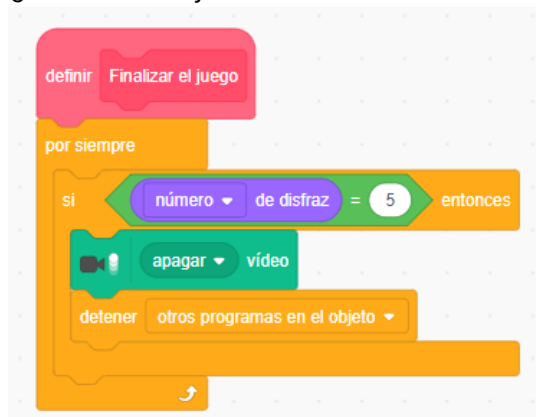 definir Finalizar el juego
por siempre
si número de disfraz = 5 entonces
apagar vídeo
detener otros programas en el objeto